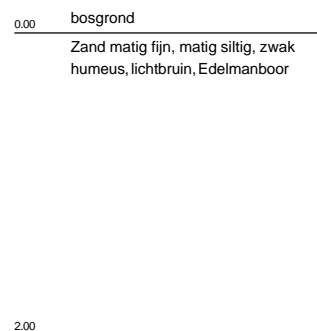 0.00 bosgrond
Zand matig fijn, matig siltig, zwak
humeus, lichtbruin, Edelmanboor
2.00